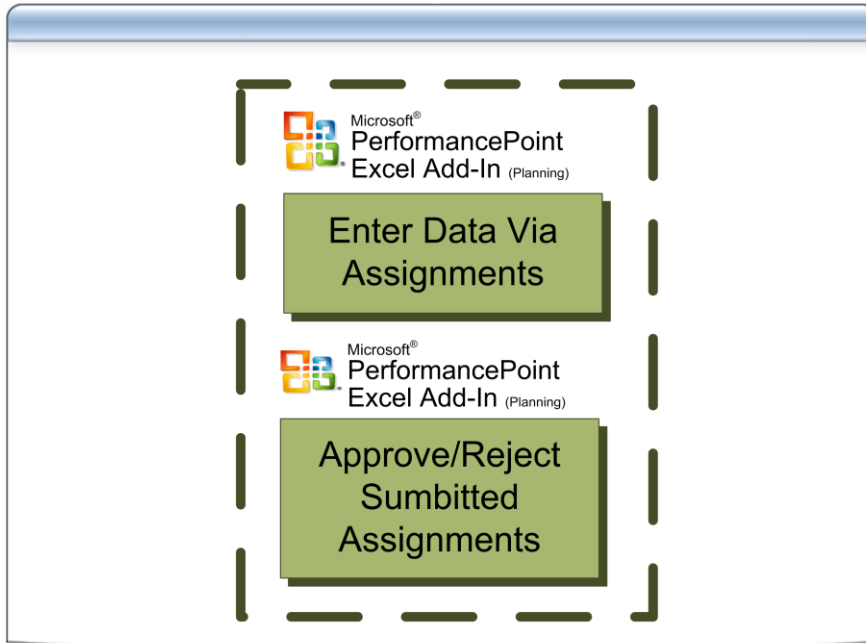 Microsoft®
PerformancePoint
Excel Add-In (Planning)
Enter Data Via
Assignments
Microsoft®
PerformancePoint
Excel Add-In (Planning)
Approve/Reject
Sumbitted
Assignments